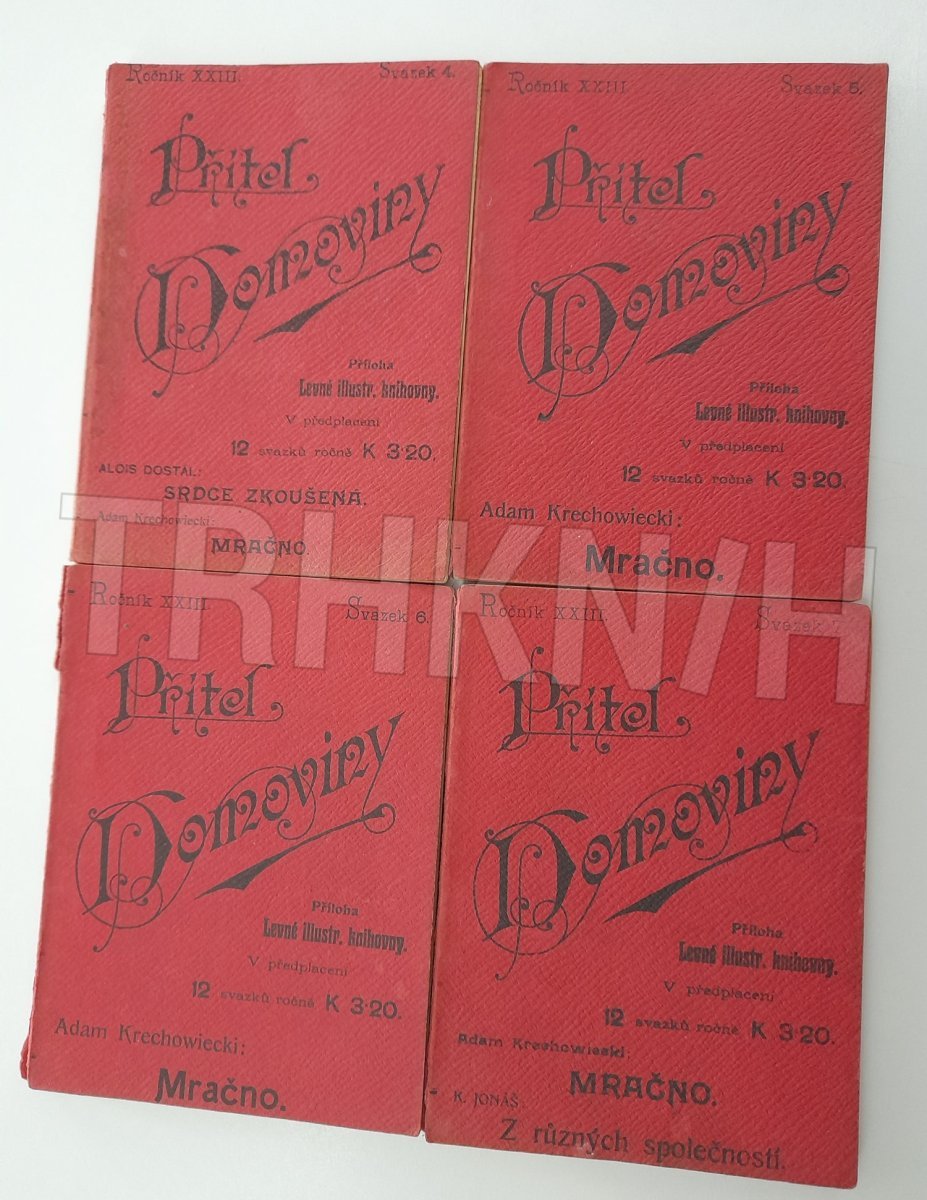 Ročník XXIII. Svazek 4.
Přítel
Domoviny
Příloha
Levné illustr. knihovny.
V předplacení
12 svazků ročně K 3·20.
ALOIS DOSTÁL:
SRDCE ZKOUŠENÁ.
Adam Krechowiecki:
MRAČNO.
Ročník XXIII. Svazek 5.
Přítel
Domoviny
Příloha
Levné illustr. knihovny.
V předplacení
12 svazků ročně K 3·20.
Adam Krechowiecki:
Mračno.
TRHKN/H
Ročník XXIII. Svazek 6.
Přítel
Domoviny
Příloha
Levné illustr. knihovny.
V předplacení
12 svazků ročně K 3·20.
Adam Krechowiecki:
Mračno.
Ročník XXIII. Svazek 7.
Přítel
Domoviny
Příloha
Levné illustr. knihovny.
V předplacení
12 svazků ročně K 3·20.
Adam Krechowiecki:
MRAČNO.
K. JONÁŠ:
Z různých společností.